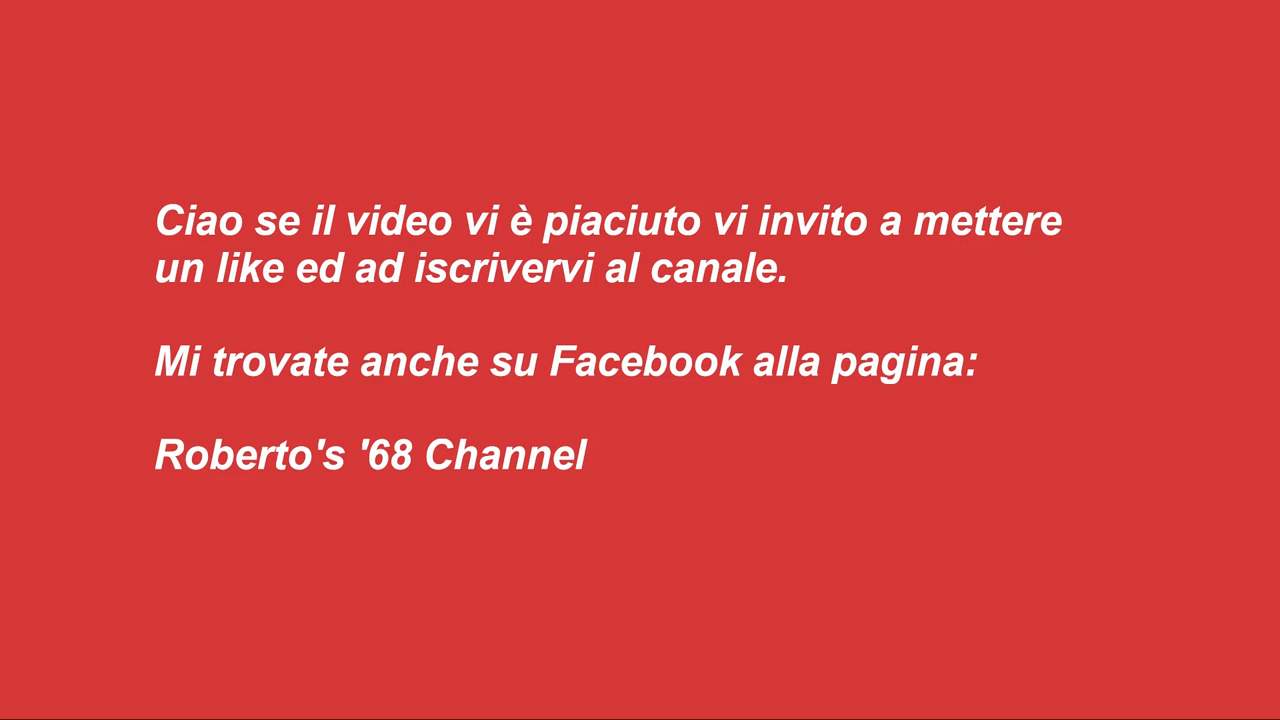 Ciao se il video vi è piaciuto vi invito a mettere
un like ed ad iscrivervi al canale.
Mi trovate anche su Facebook alla pagina:
Roberto's '68 Channel